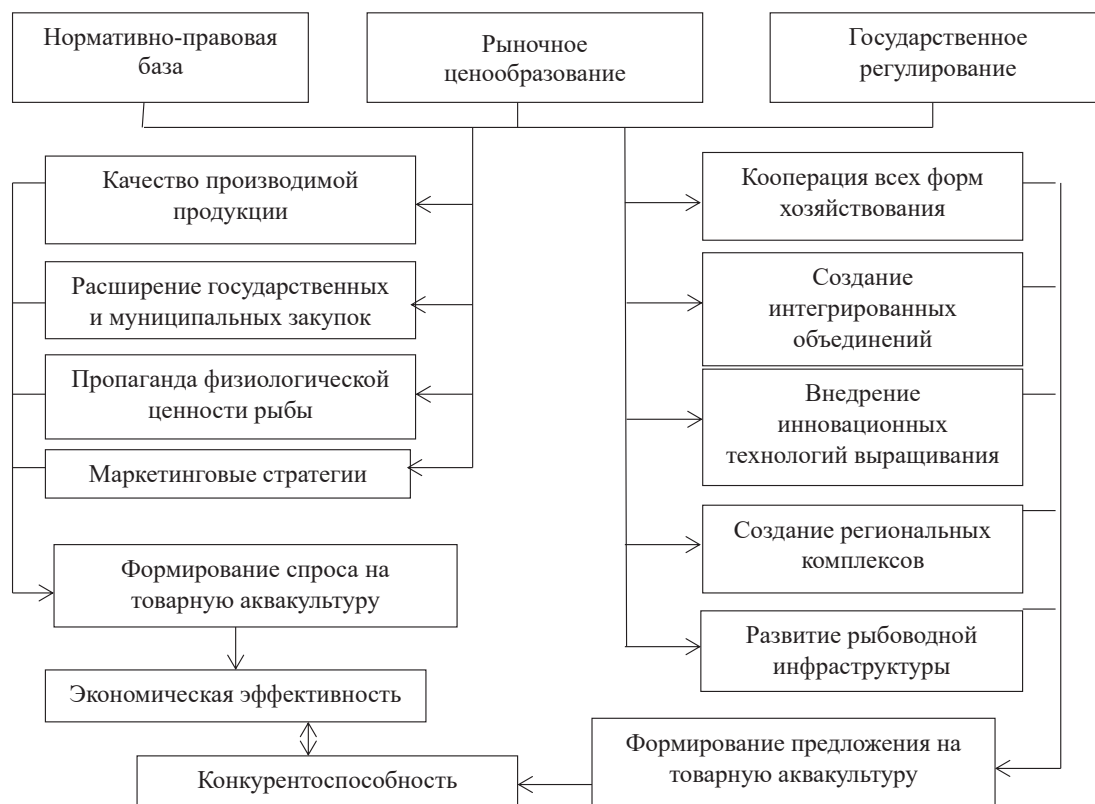 Нормативно-правовая
база
Рыночное
ценообразование
Государственное
регулирование
Качество производимой
продукции
Расширение государственных
и муниципальных закупок
Пропаганда физиологической
ценности рыбы
Маркетинговые стратегии
Формирование спроса на
товарную аквакультуру
Экономическая эффективность
Конкурентоспособность
Кооперация всех форм
хозяйствования
Создание
интегрированных
объединений
Внедрение
инновационных
технологий выращивания
Создание региональных
комплексов
Развитие рыбоводной
инфраструктуры
Формирование предложения на
товарную аквакультуру